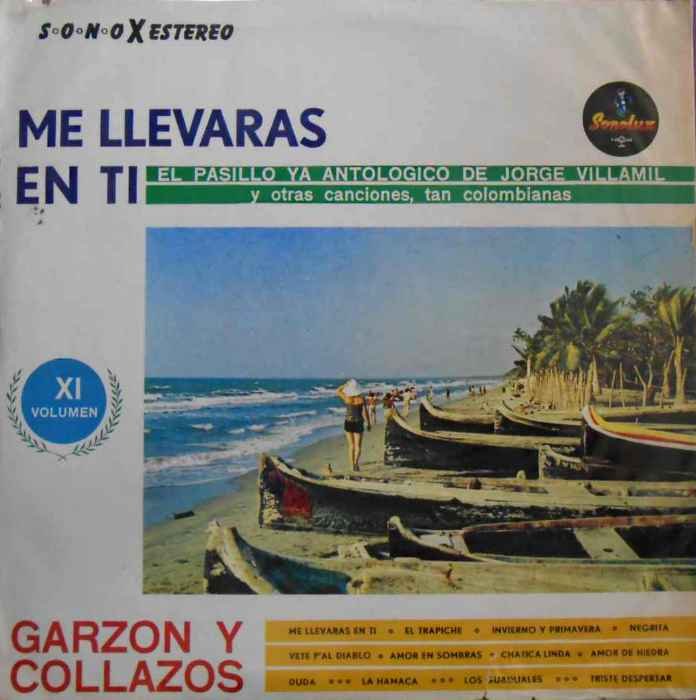 S·O·N·O X ESTEREO
Sonolux
ME LLEVARAS
EN TI
EL PASILLO YA ANTOLOGICO DE JORGE VILLAMIL
y otras canciones, tan colombianas
XI
VOLUMEN
GARZON Y
COLLAZOS
ME LLEVARAS EN TI • EL TRAPICHE • INVIERNO Y PRIMAVERA • NEGRITA
VETE P'AL DIABLO • AMOR EN SOMBRAS • CHATICA LINDA • AMOR DE HIEDRA
DUDA ••• LA HAMACA ••• LOS GUADUALES ••• TRISTE DESPERTAR